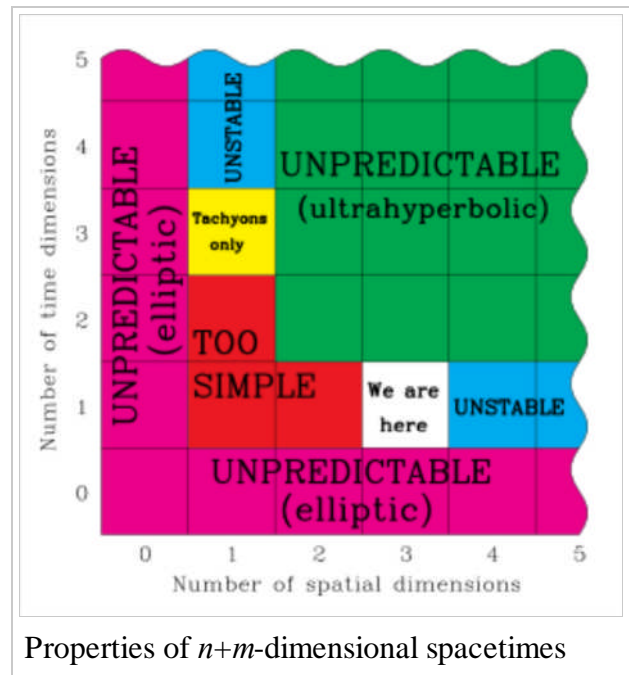 5
4
3
2
1
0
Number of time dimensions
UNPREDICTABLE
(elliptic)
UNSTABLE
UNPREDICTABLE
(ultrahyperbolic)
Tachyons
only
TOO
SIMPLE
We are
here
UNSTABLE
UNPREDICTABLE
(elliptic)
0 1 2 3 4 5
Number of spatial dimensions
Properties of n+m-dimensional spacetimes